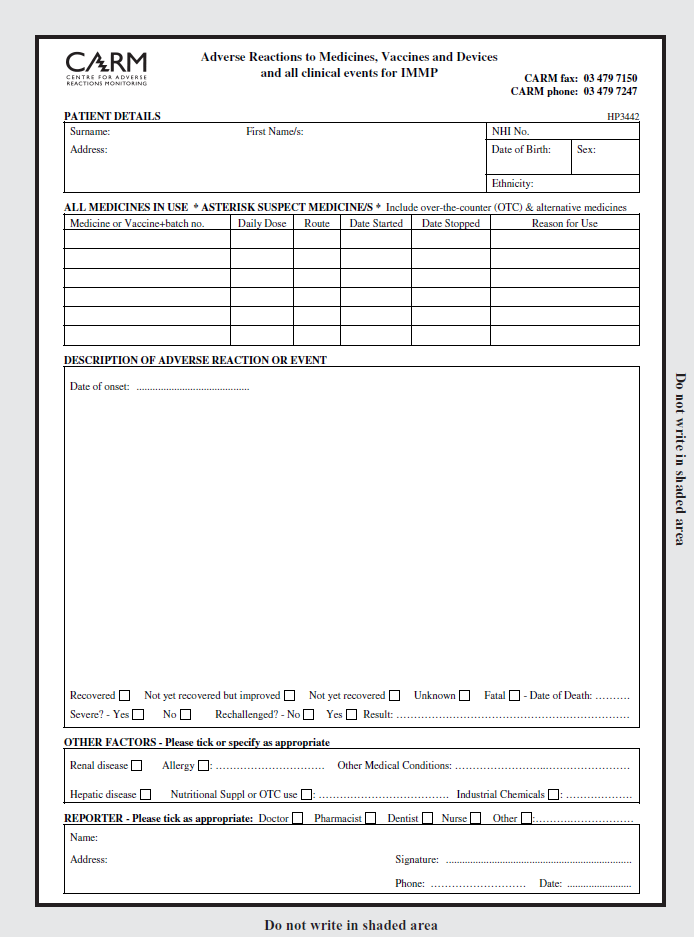 CARM
CENTRE FOR ADVERSE
REACTIONS MONITORING
Adverse Reactions to Medicines, Vaccines and Devices
and all clinical events for IMMP
CARM fax: 03 479 7150
CARM phone: 03 479 7247
PATIENT DETAILS HP3442
Surname: First Name/s: NHI No.
Address: Date of Birth: Sex:
Ethnicity:
ALL MEDICINES IN USE * ASTERISK SUSPECT MEDICINE/S * Include over-the-counter (OTC) & alternative medicines
Medicine or Vaccine+batch no. Daily Dose Route Date Started Date Stopped Reason for Use
DESCRIPTION OF ADVERSE REACTION OR EVENT
Date of onset: ..........................................
Recovered Not yet recovered but improved Not yet recovered Unknown Fatal - Date of Death: ..........
Severe? - Yes No Rechallenged? - No Yes Result: ......................................................................
OTHER FACTORS - Please tick or specify as appropriate
Renal disease Allergy : ................................ Other Medical Conditions: ....................................................
Hepatic disease Nutritional Suppl or OTC use : ...................................... Industrial Chemicals : ....................
REPORTER - Please tick as appropriate: Doctor Pharmacist Dentist Nurse Other :.............................
Name:
Address: Signature: ....................................................................
Phone: ............................ Date: ........................
Do not write in shaded area
Do not write in shaded area